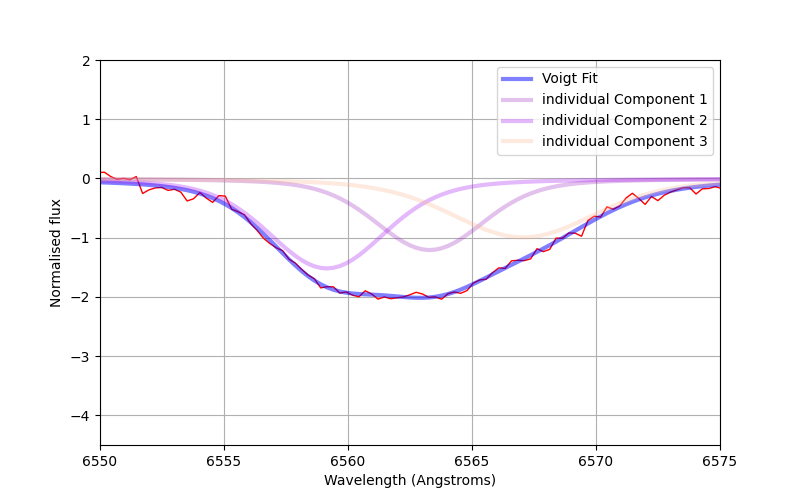 2
1
0
−1
−2
−3
−4
Normalised flux
Voigt Fit
individual Component 1
individual Component 2
individual Component 3
6550 6555 6560 6565 6570 6575
Wavelength (Angstroms)